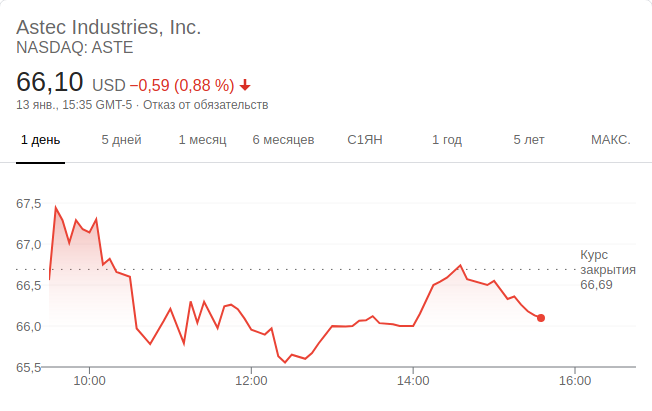 Astec Industries, Inc.
NASDAQ: ASTE
66,10 USD −0,59 (0,88 %)
13 янв., 15:35 GMT-5 · Отказ от обязательств
1 день 5 дней 1 месяц 6 месяцев С1ЯН 1 год 5 лет МАКС.
67,5
67,0
Курс
закрытия
66,69
66,5
66,0
65,5
10:00 12:00 14:00 16:00